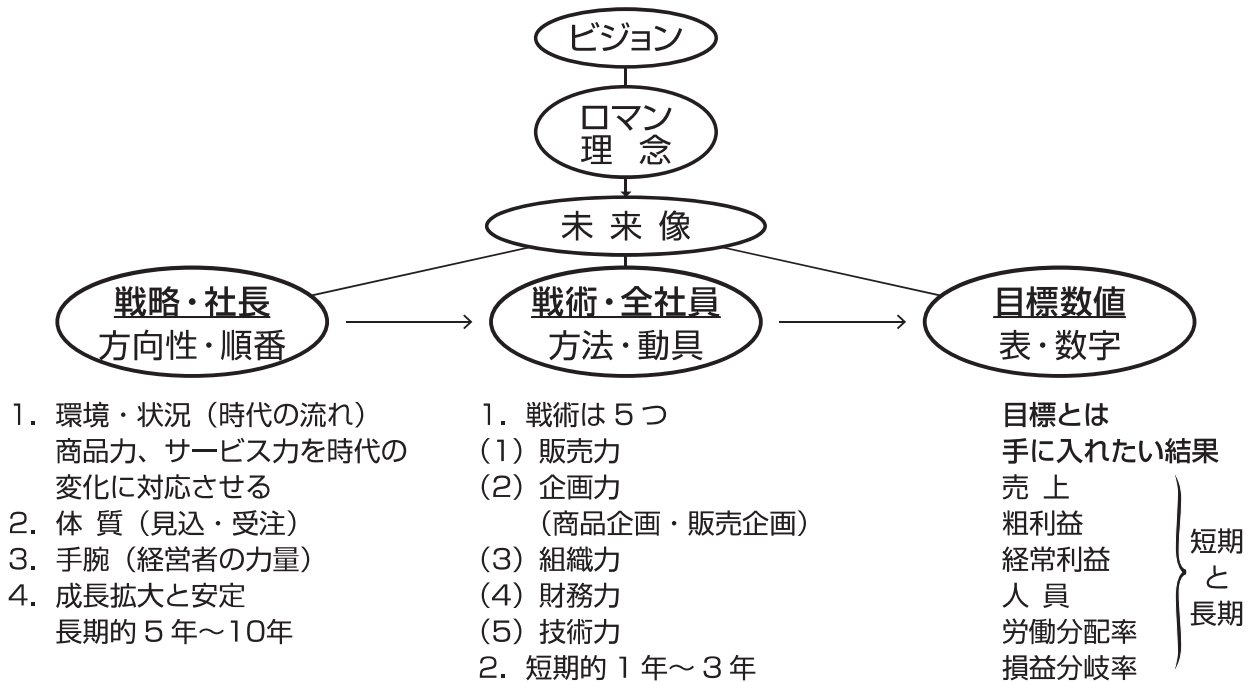 ビジョン
ロマン
理 念
未 来 像
戦略・社長
方向性・順番
戦術・全社員
方法・動具
目標数値
表・数字
1. 環境・状況（時代の流れ）
商品力、サービス力を時代の
変化に対応させる
2. 体 質（見込・受注）
3. 手腕（経営者の力量）
4. 成長拡大と安定
長期的５年～10年
1. 戦術は５つ
（1）販売力
（2）企画力
（商品企画・販売企画）
（3）組織力
（4）財務力
（5）技術力
2. 短期的１年～３年
目標とは
手に入れたい結果
売 上
粗利益
経常利益
人 員
労働分配率
損益分岐率
短期
と
長期